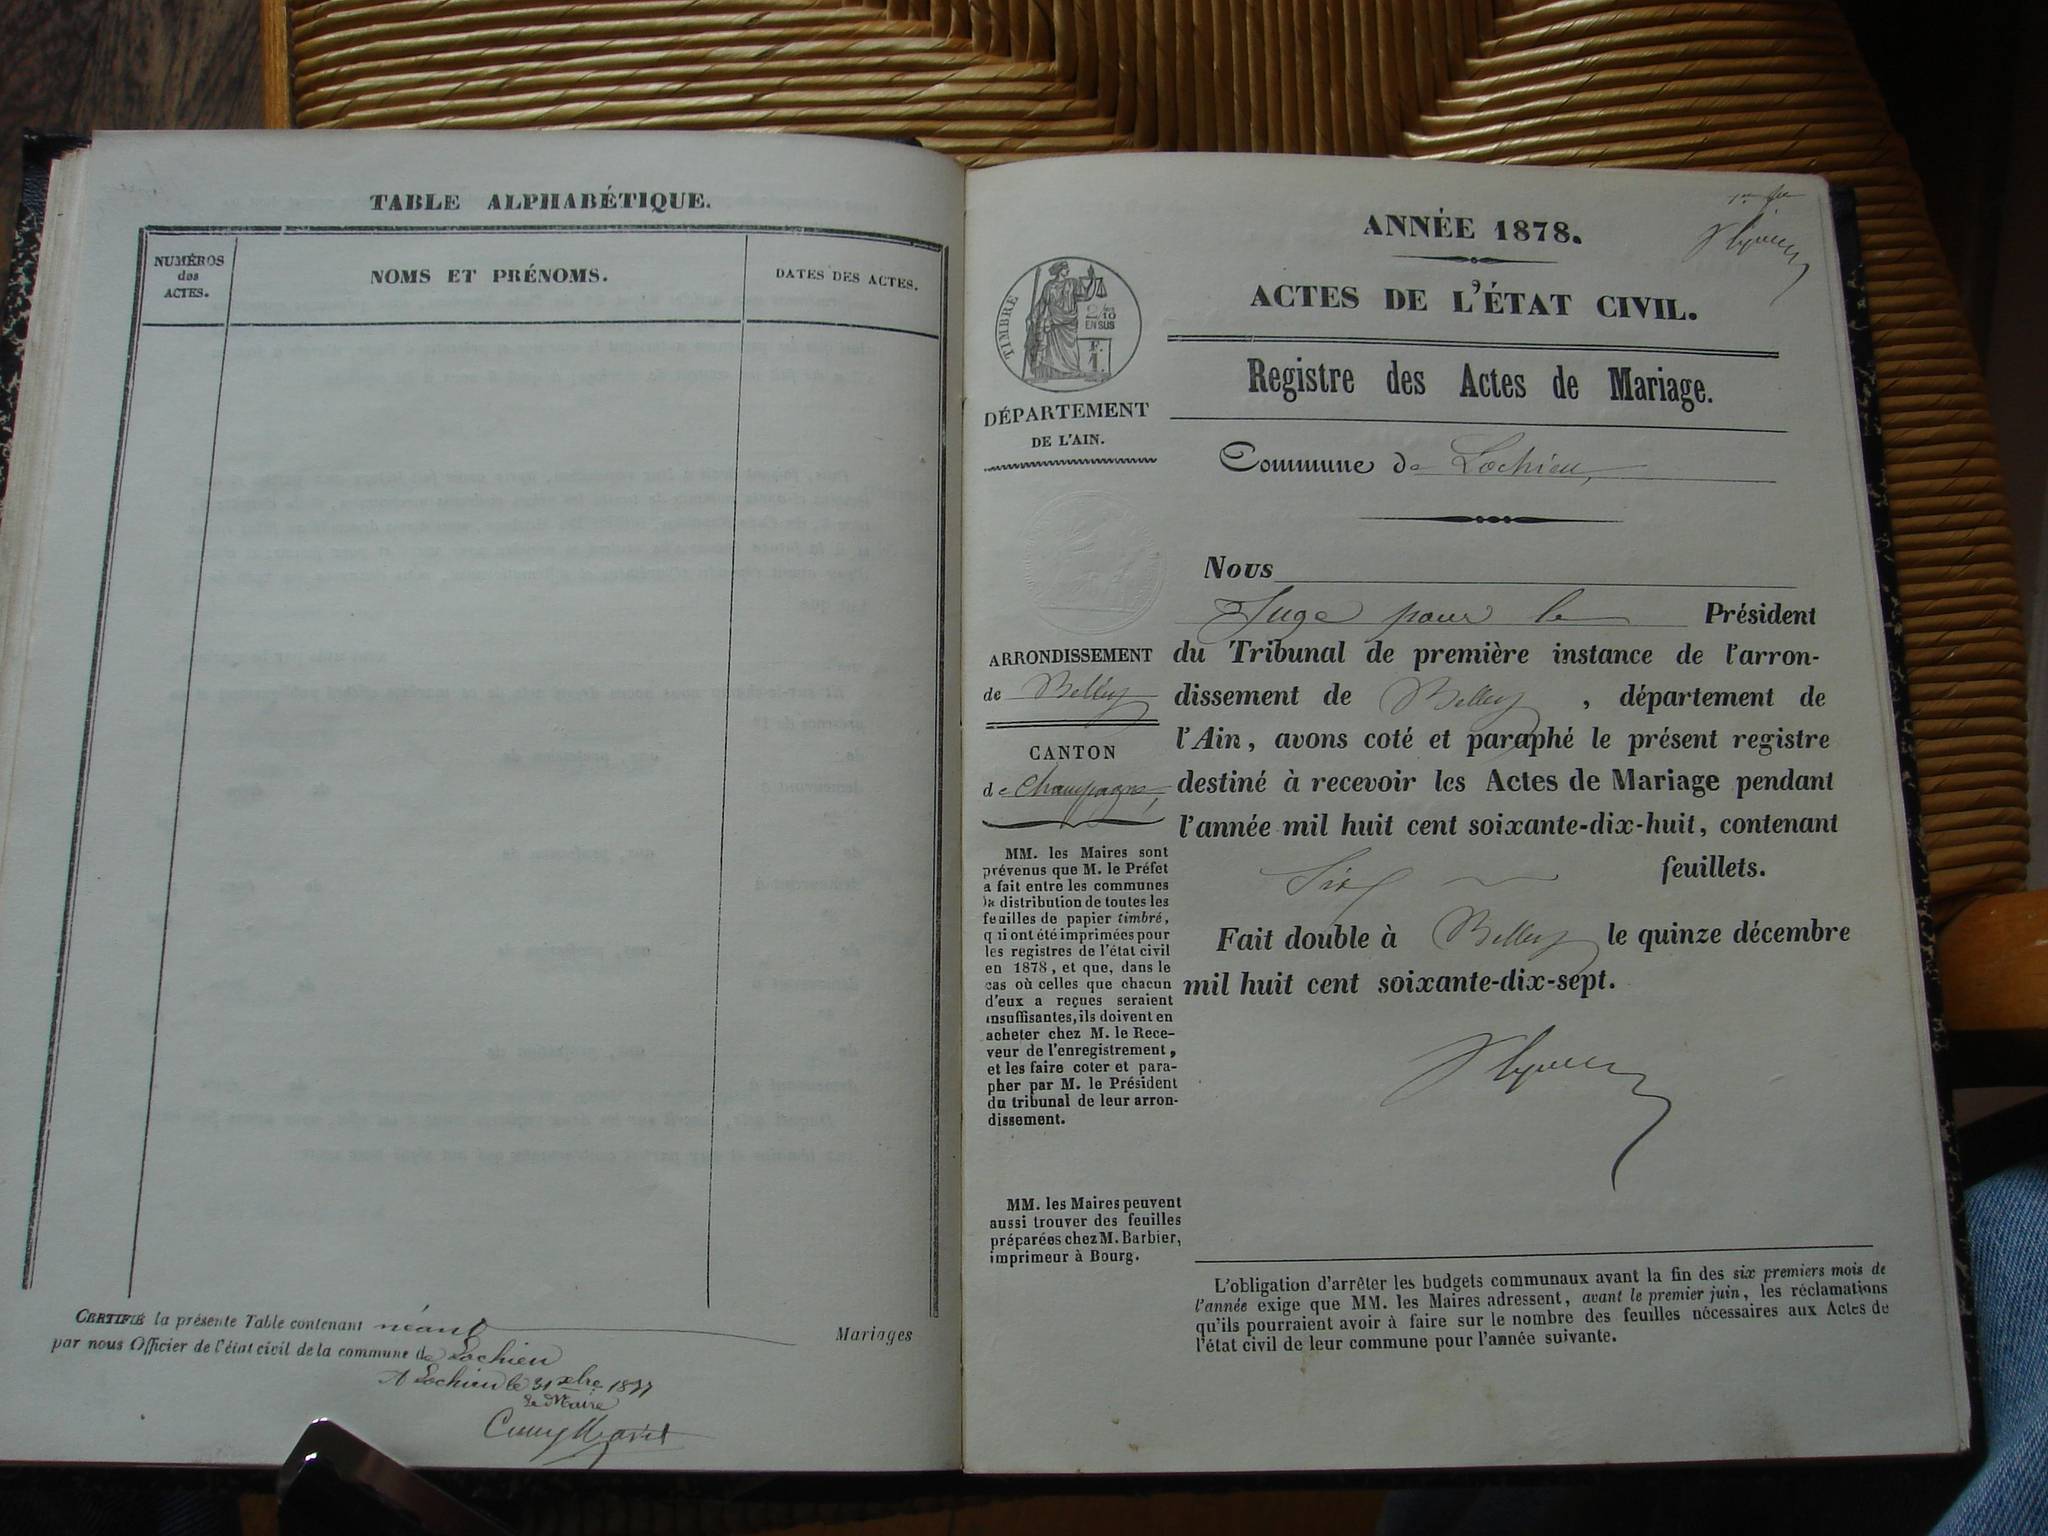 TABLE ALPHABÉTIQUE.
NUMÉROS
des
ACTES.
NOMS ET PRÉNOMS.
DATES DES ACTES.
CERTIFIÉ la présente Table contenant néant Mariages
par nous Officier de l'état civil de la commune de Lochieu
A Lochieu le 31 xbre 1877
Le Maire
ANNÉE 1878.
ACTES DE L'ÉTAT CIVIL.
TIMBRE
2/10
EN SUS
F.
1.
Registre des Actes de Mariage.
DÉPARTEMENT
DE L'AIN.
Commune de Lochieu,
Nous
Juge pour le Président
du Tribunal de première instance de l'arron-
dissement de Belley, département de
l'Ain, avons coté et paraphé le présent registre
destiné à recevoir les Actes de Mariage pendant
l'année mil huit cent soixante-dix-huit, contenant
Six feuillets.
Fait double à Belley le quinze décembre
mil huit cent soixante-dix-sept.
ARRONDISSEMENT
de Belley
CANTON
de Champagne,
MM. les Maires sont
prévenus que M. le Préfet
a fait entre les communes
la distribution de toutes les
feuilles de papier timbré,
qui ont été imprimées pour
les registres de l'état civil
en 1878, et que, dans le
cas où celles que chacun
d'eux a reçues seraient
insuffisantes, ils doivent en
acheter chez M. le Rece-
veur de l'enregistrement,
et les faire coter et para-
pher par M. le Président
du tribunal de leur arron-
dissement.
MM. les Maires peuvent
aussi trouver des feuilles
préparées chez M. Barbier,
imprimeur à Bourg.
L'obligation d'arrêter les budgets communaux avant la fin des six premiers mois de
l'année exige que MM. les Maires adressent, avant le premier juin, les réclamations
qu'ils pourraient avoir à faire sur le nombre des feuilles nécessaires aux Actes de
l'état civil de leur commune pour l'année suivante.